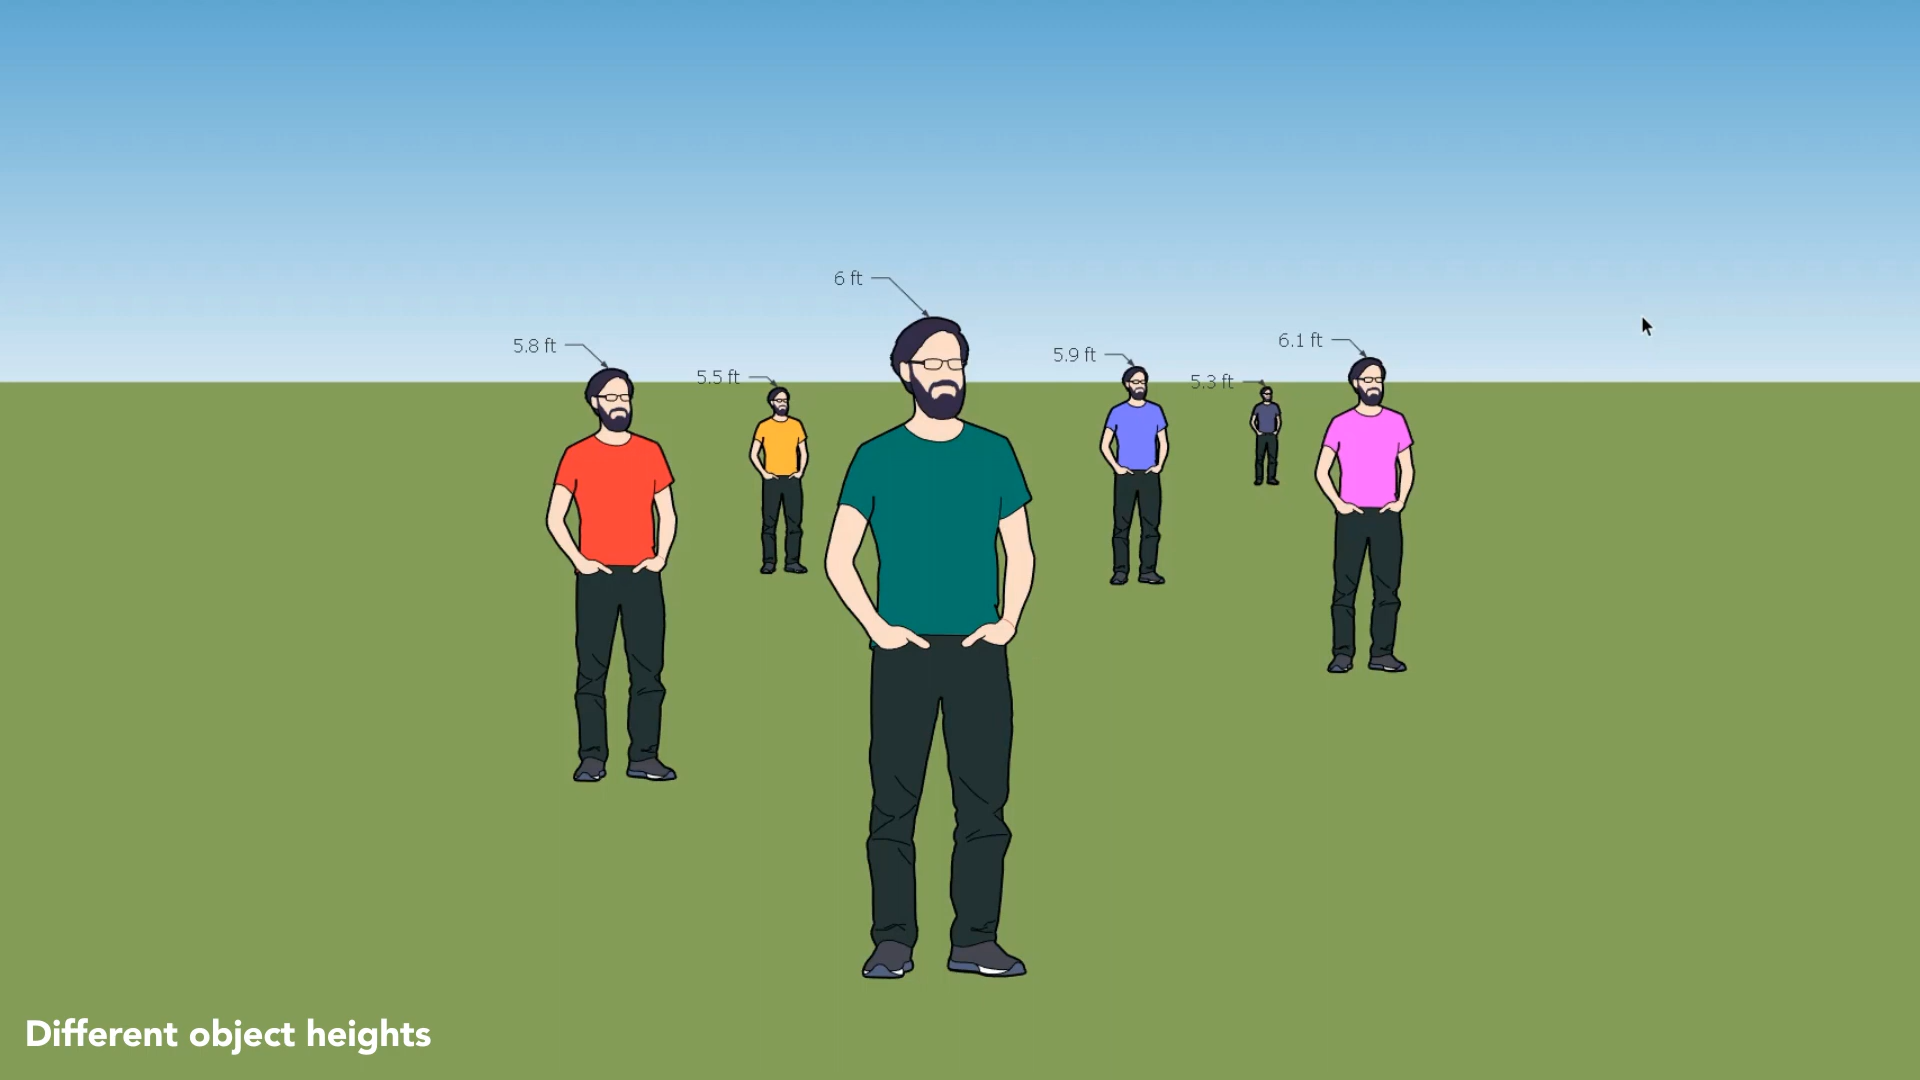 6 ft
5.8 ft
5.5 ft
5.9 ft
5.3 ft
6.1 ft
Different object heights